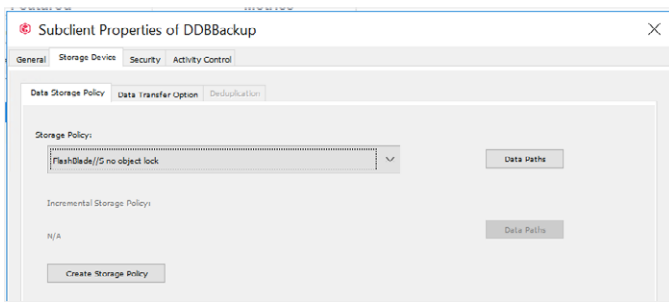 Subclient Properties of DDBBackup
General Storage Device Security Activity Control
Data Storage Policy Data Transfer Option Deduplication
Storage Policy:
FlashBlade//S no object lock Data Paths
Incremental Storage Policy:
N/A Data Paths
Create Storage Policy